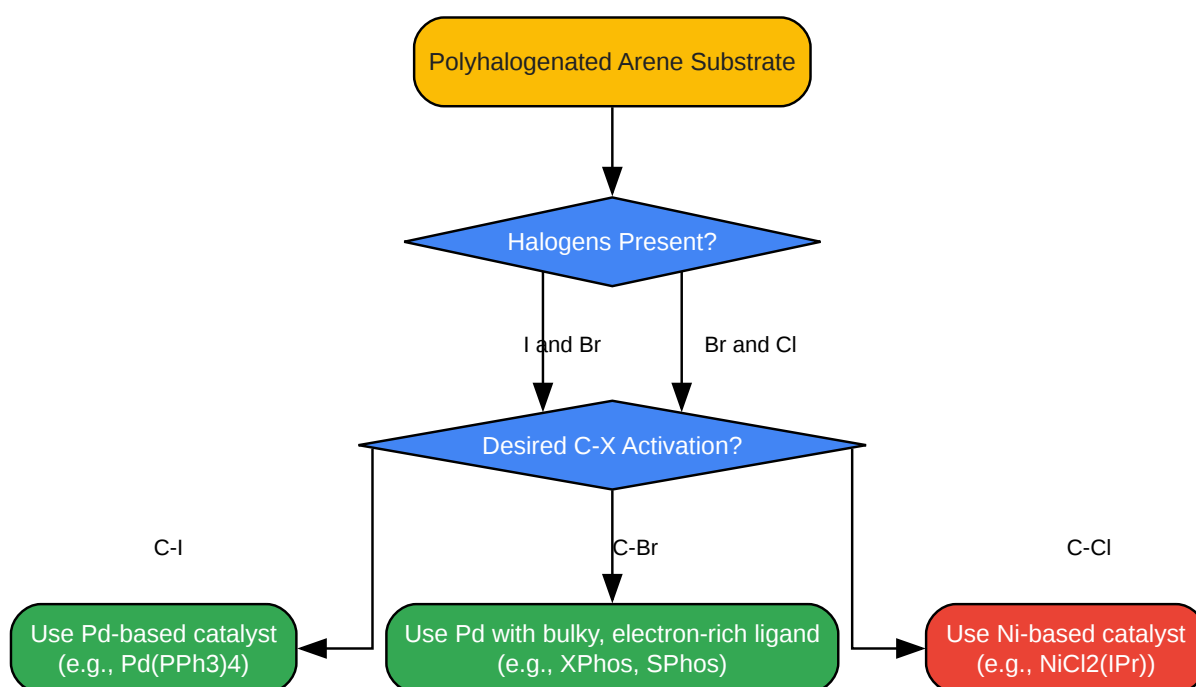 Polyhalogenated Arene Substrate
Halogens Present?
I and Br
Br and Cl
Desired C-X Activation?
C-I
C-Br
C-Cl
Use Pd-based catalyst
(e.g., Pd(PPh3)4)
Use Pd with bulky, electron-rich ligand
(e.g., XPhos, SPhos)
Use Ni-based catalyst
(e.g., NiCl2(IPr))